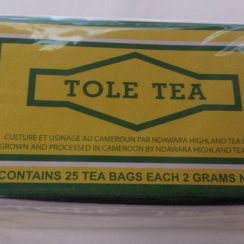 TOLE TEA
CULTURE ET USINAGE AU CAMEROUN PAR NDAWARA HIGHLAND TEA
GROWN AND PROCESSED IN CAMEROON BY NDAWARA HIGHLAND TEA
CONTAINS 25 TEA BAGS EACH 2 GRAMS N